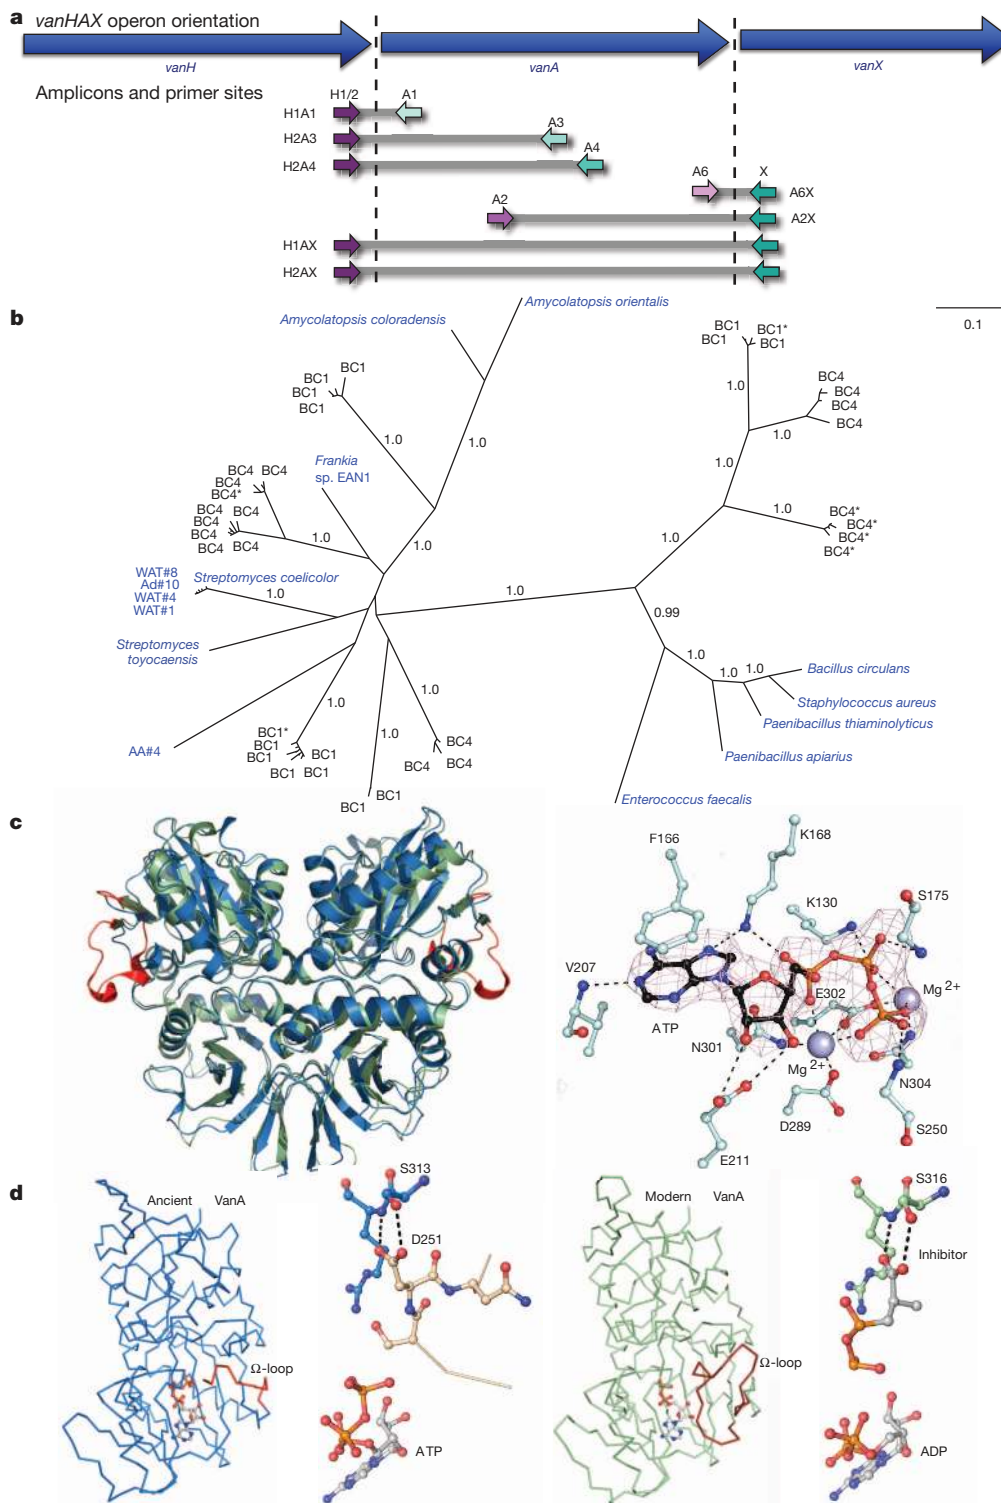 a vanHAX operon orientation
vanH vanA vanX
Amplicons and primer sites
H1/2 A1
H1A1
A3
H2A3
A4
H2A4
A6 X
A6X
A2
A2X
H1AX
H2AX
b
Amycolatopsis orientalis
Amycolatopsis coloradensis
0.1
BC1
BC1*
BC1
BC1
BC1
BC1
BC1
BC1
1.0
BC4
BC4
BC4
BC4
1.0
1.0
1.0
1.0
Frankia
sp. EAN1
1.0
BC4 BC4
BC4
BC4*
BC4
BC4
BC4
BC4 BC4
1.0
1.0
1.0
BC4*
BC4*
BC4*
BC4*
WAT#8
Ad#10
WAT#4
WAT#1
Streptomyces coelicolor
1.0
1.0
0.99
Streptomyces
toyocaensis
1.0
1.0 1.0
Bacillus circulans
Staphylococcus aureus
Paenibacillus thiaminolyticus
Paenibacillus apiarius
Enterococcus faecalis
1.0
1.0
1.0
AA#4
BC1*
BC1
BC1 BC1
BC1 BC1
BC4
BC4 BC4
BC1 BC1
c
F166
K168
K130
S175
V207
Mg 2+
E302
ATP
N301
Mg 2+
N304
D289
S250
E211
d
Ancient VanA
S313
D251
Ω-loop
ATP
Modern VanA
S316
Inhibitor
Ω-loop
ADP